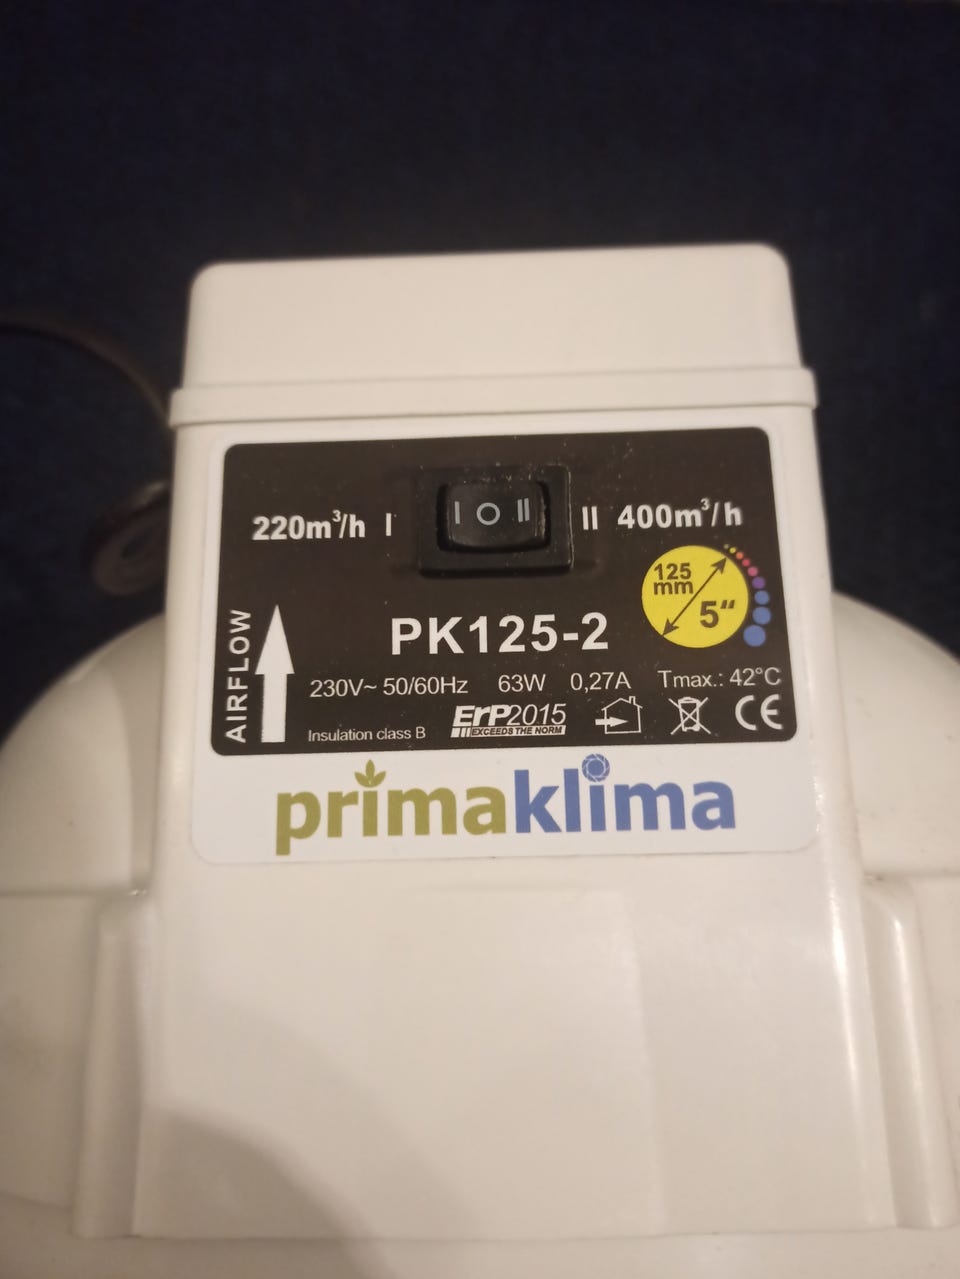 220m³/h I
I O II
II 400m³/h
125
mm
5“
PK125-2
AIRFLOW
230V~ 50/60Hz 63W 0,27A Tmax.: 42°C
Insulation class B
ErP2015
EXCEEDS THE NORM
CE
primaklima